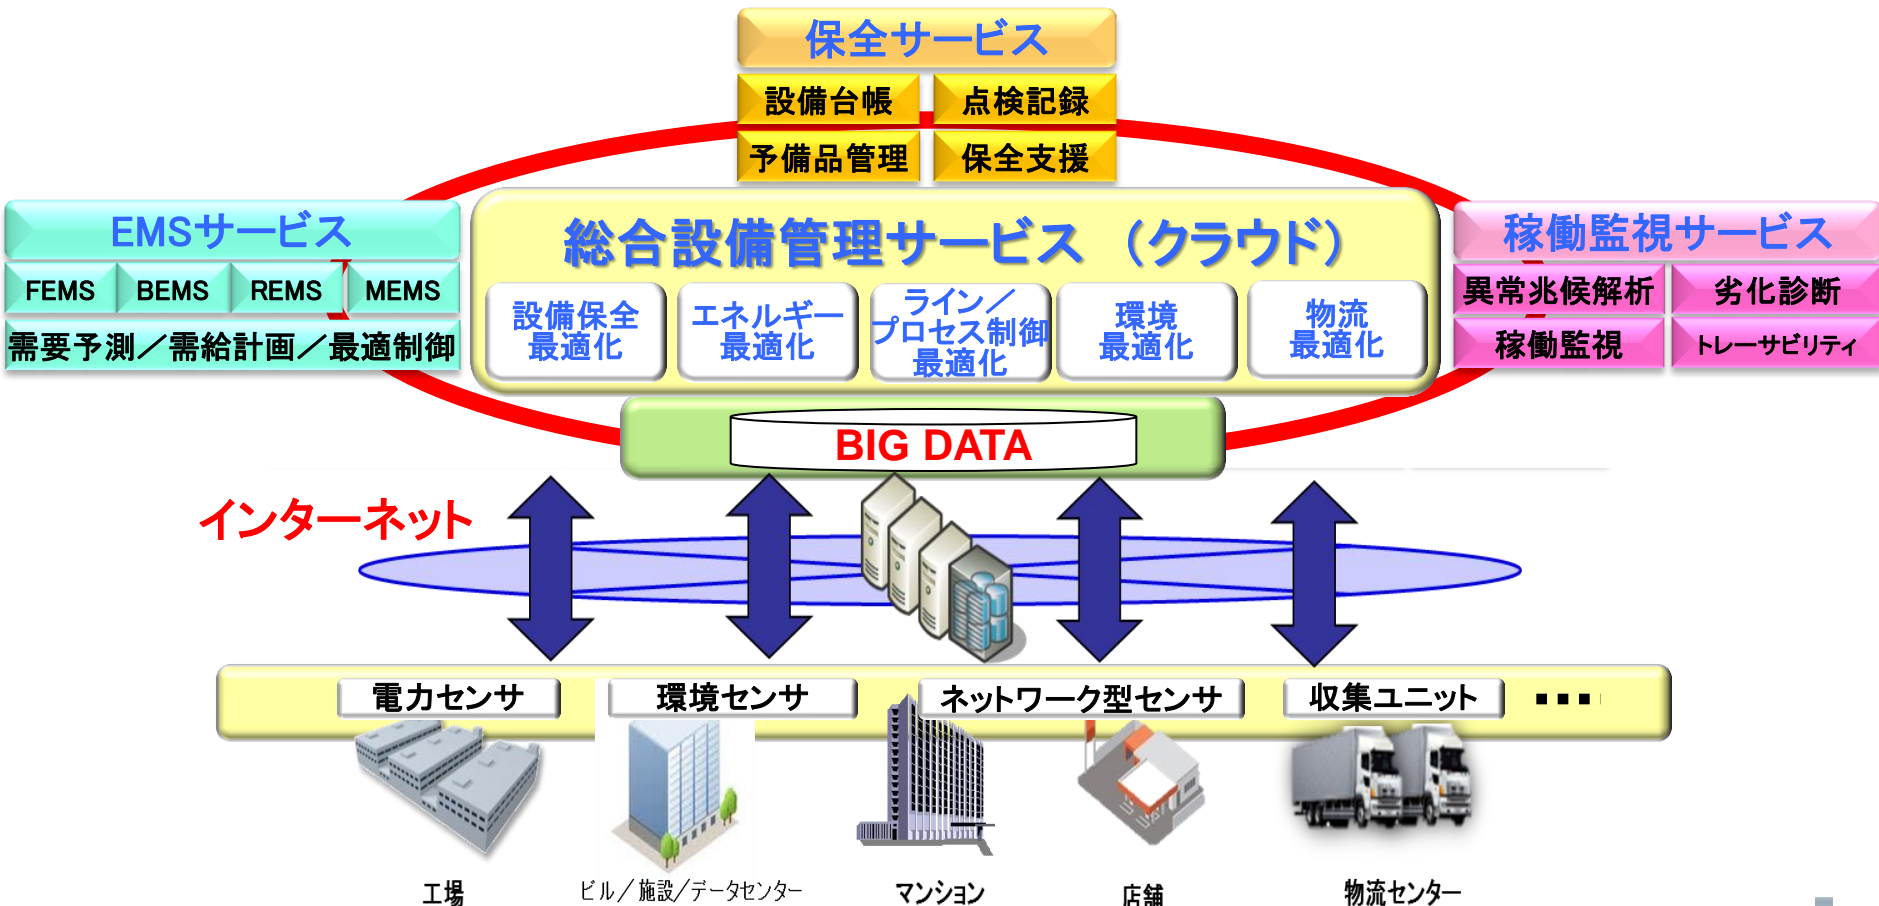 保全サービス
設備台帳
点検記録
予備品管理
保全支援
EMSサービス
FEMS
BEMS
REMS
MEMS
需要予測／需給計画／最適制御
総合設備管理サービス （クラウド）
設備保全
最適化
エネルギー
最適化
ライン／
プロセス制御
最適化
環境
最適化
物流
最適化
稼働監視サービス
異常兆候解析
劣化診断
稼働監視
トレーサビリティ
BIG DATA
インターネット
電力センサ
環境センサ
ネットワーク型センサ
収集ユニット
････
工場
ビル／施設／データセンター
マンション
店舗
物流センター